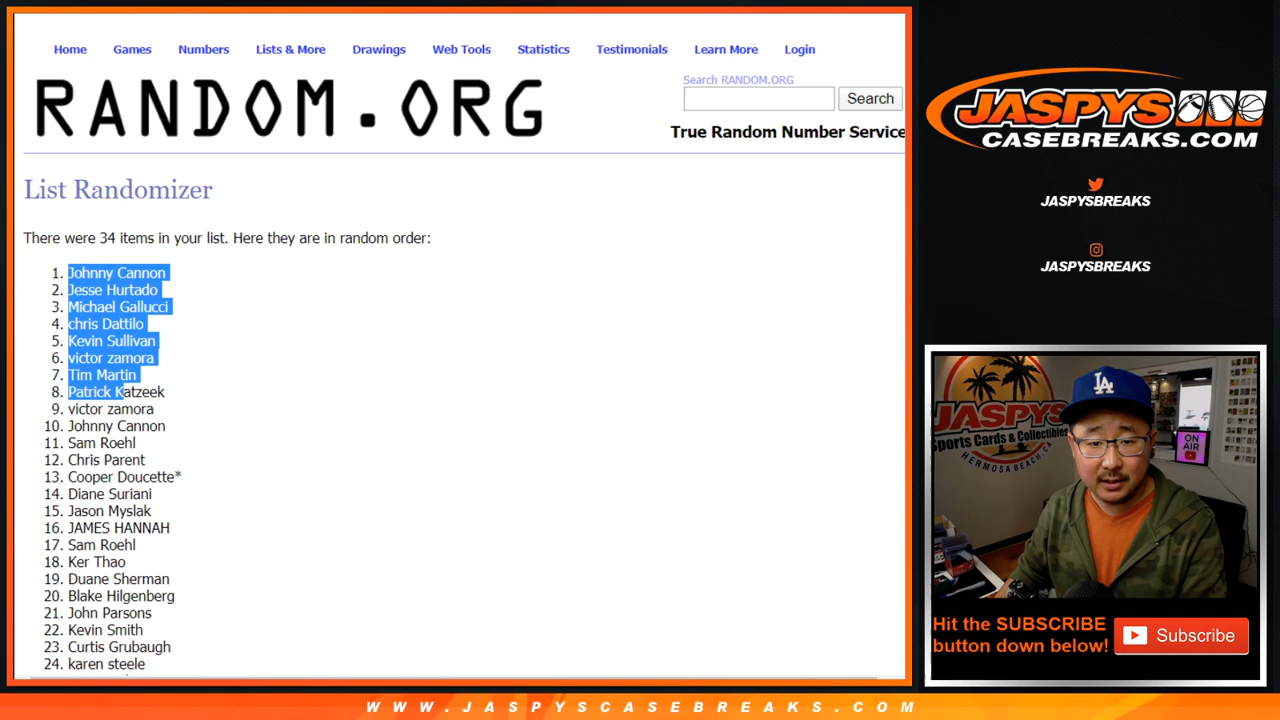 Home Games Numbers Lists & More Drawings Web Tools Statistics Testimonials Learn More Login
RANDOM.ORG
Search RANDOM.ORG
Search
True Random Number Service
List Randomizer
There were 34 items in your list. Here they are in random order:
1. Johnny Cannon
2. Jesse Hurtado
3. Michael Gallucci
4. chris Dattilo
5. Kevin Sullivan
6. victor zamora
7. Tim Martin
8. Patrick Katzeek
9. victor zamora
10. Johnny Cannon
11. Sam Roehl
12. Chris Parent
13. Cooper Doucette*
14. Diane Suriani
15. Jason Myslak
16. JAMES HANNAH
17. Sam Roehl
18. Ker Thao
19. Duane Sherman
20. Blake Hilgenberg
21. John Parsons
22. Kevin Smith
23. Curtis Grubaugh
24. karen steele
JASPYS
CASEBREAKS.COM
JASPYSBREAKS
JASPYSBREAKS
JASPYS
Sports Cards & Collectibles
HERMOSA BEACH, CA
LA
ON
AIR
Hit the SUBSCRIBE
button down below!
Subscribe
WWW.JASPYSCASEBREAKS.COM